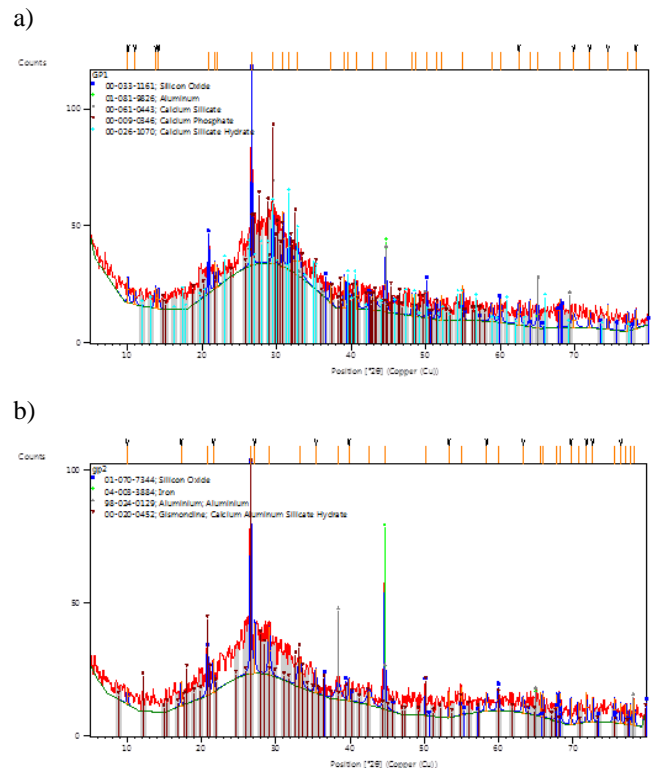 a)
Counts
GP1
00-033-1161; Silicon Oxide
01-081-9826; Aluminum
00-061-0443; Calcium Silicate
00-009-0346; Calcium Phosphate
00-026-1070; Calcium Silicate Hydrate
100
50
0
10 20 30 40 50 60 70
Position [°2θ] (Copper (Cu))
b)
Counts
gp2
01-070-7344; Silicon Oxide
04-003-3884; Iron
98-024-0129; Aluminium; Aluminium
00-020-0452; Gismondine; Calcium Aluminum Silicate Hydrate
100
50
0
10 20 30 40 50 60 70
Position [°2θ] (Copper (Cu))